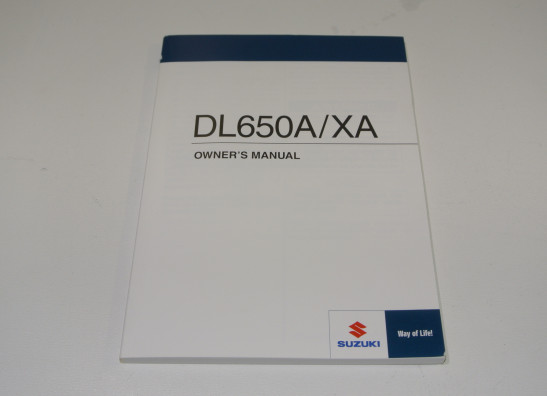 DL650A/XA
OWNER'S MANUAL
SUZUKI
Way of Life!